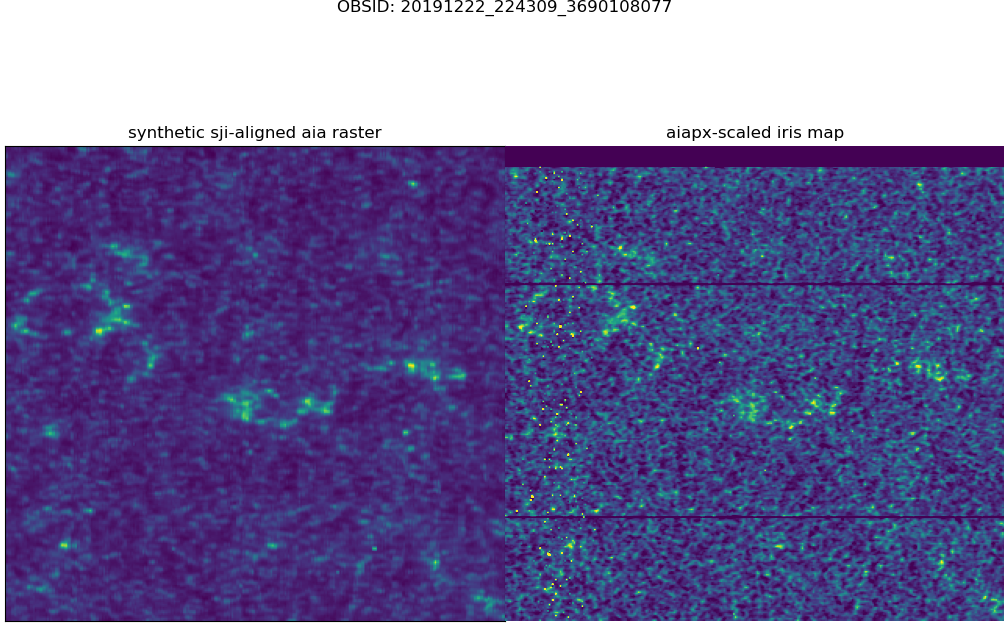 OBSID: 20191222_224309_3690108077
synthetic sji-aligned aia raster
aiapx-scaled iris map